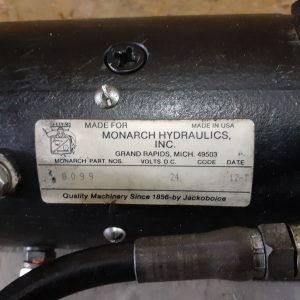 MADE FOR MADE IN USA
MONARCH HYDRAULICS,
INC.
GRAND RAPIDS, MICH. 49503
MONARCH PART NOS. VOLTS D.C. CODE DATE
8099 24
Quality Machinery Since 1856-by Jackoboice